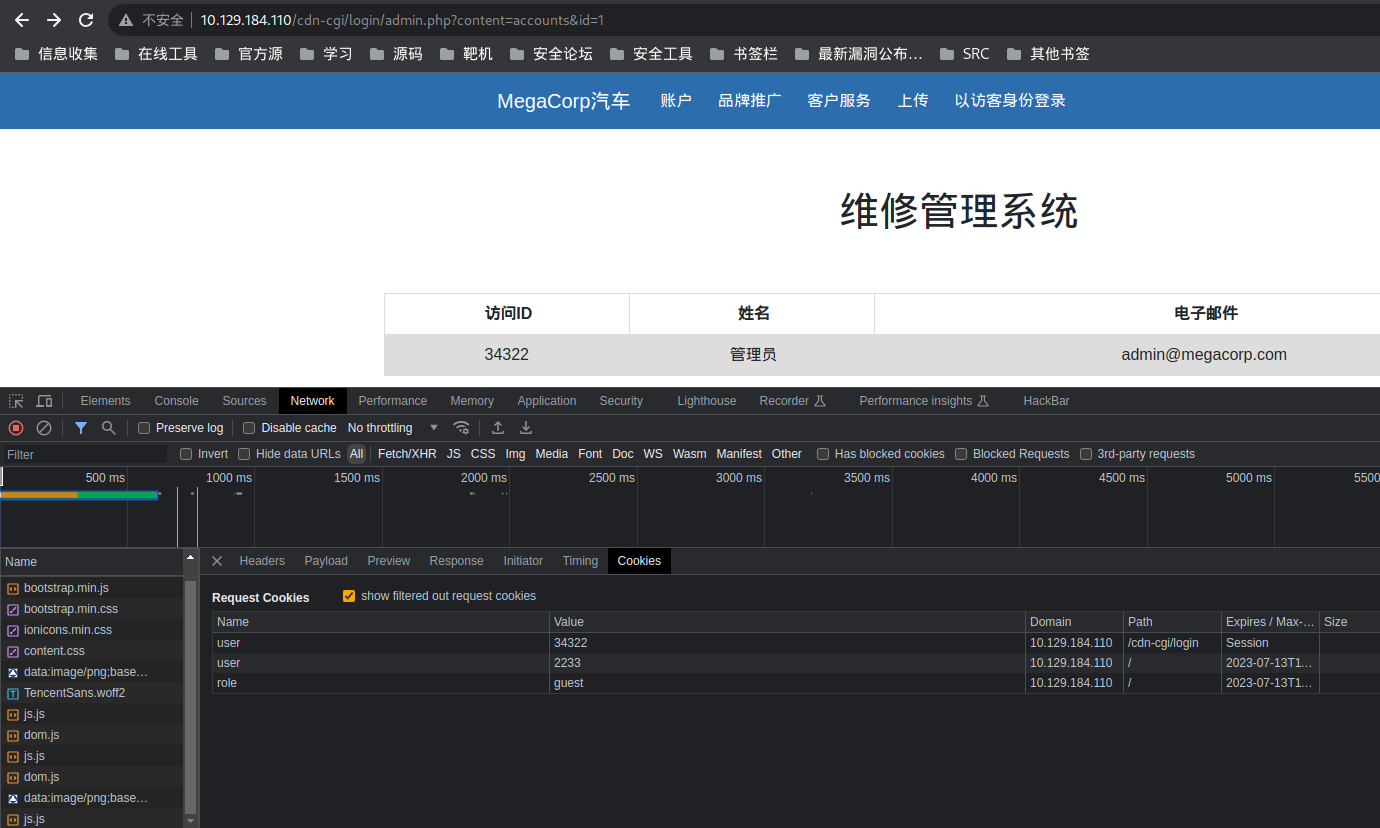 不安全 10.129.184.110/cdn-cgi/login/admin.php?content=accounts&id=1
信息收集 在线工具 官方源 学习 源码 靶机 安全论坛 安全工具 书签栏 最新漏洞公布… SRC 其他书签
MegaCorp汽车 账户 品牌推广 客户服务 上传 以访客身份登录
维修管理系统
访问ID 姓名 电子邮件
34322 管理员 admin@megacorp.com
Elements Console Sources Network Performance Memory Application Security Lighthouse Recorder Performance insights HackBar
Preserve log Disable cache No throttling
Filter Invert Hide data URLs All Fetch/XHR JS CSS Img Media Font Doc WS Wasm Manifest Other Has blocked cookies Blocked Requests 3rd-party requests
500 ms 1000 ms 1500 ms 2000 ms 2500 ms 3000 ms 3500 ms 4000 ms 4500 ms 5000 ms 5500
Name Headers Payload Preview Response Initiator Timing Cookies
bootstrap.min.js
bootstrap.min.css
ionicons.min.css
content.css
data:image/png;base…
TencentSans.woff2
js.js
dom.js
js.js
dom.js
data:image/png;base…
js.js
Request Cookies show filtered out request cookies
Name Value Domain Path Expires / Max-… Size
user 34322 10.129.184.110 /cdn-cgi/login Session
user 2233 10.129.184.110 / 2023-07-13T1…
role guest 10.129.184.110 / 2023-07-13T1…